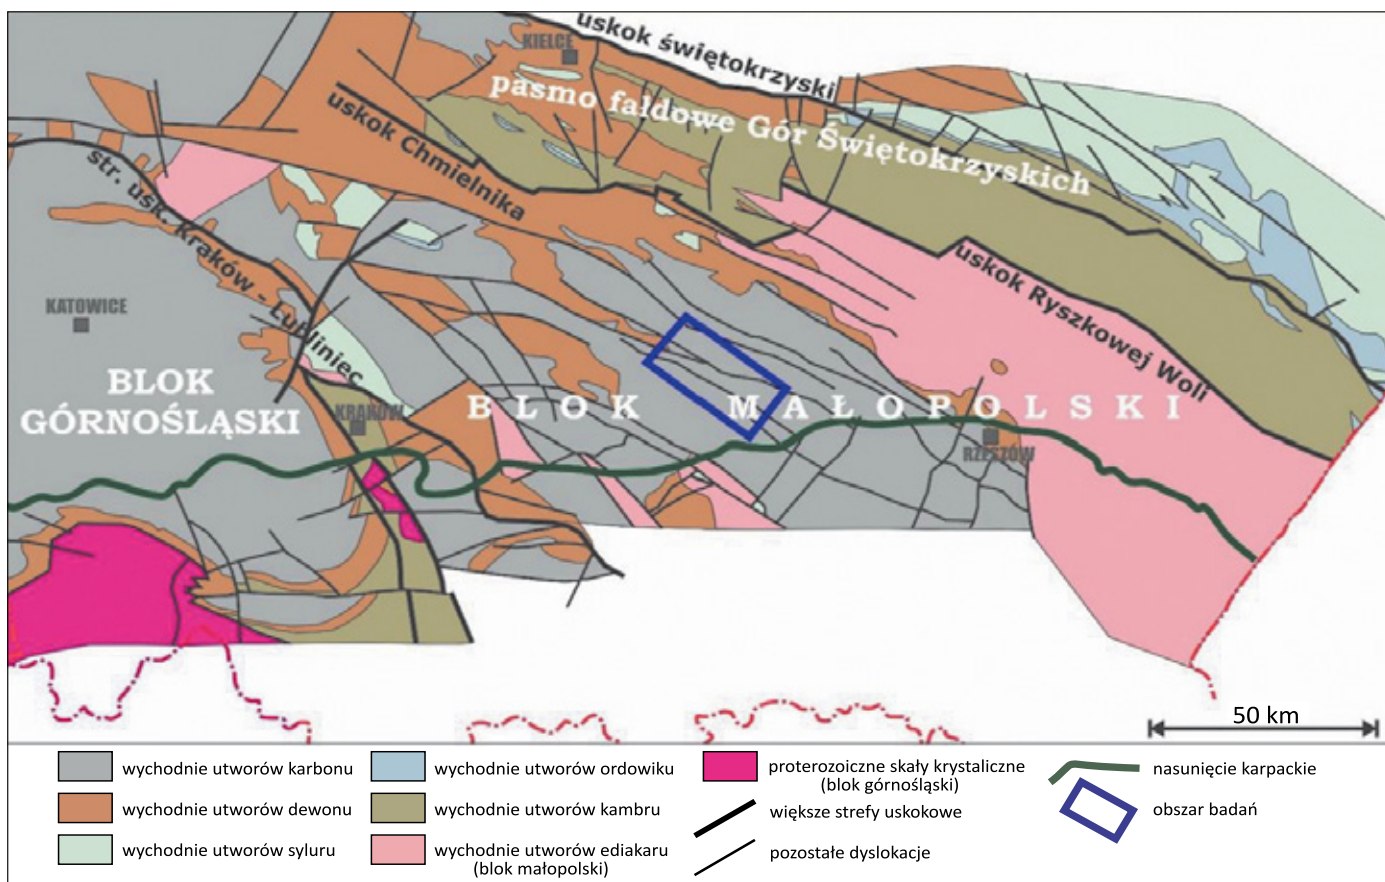 uskok świętokrzyski
KIELCE
pasmo fałdowe Gór Świętokrzyskich
uskok Chmielnika
str. usk. Kraków - Lubliniec
uskok Ryszkowej Woli
KATOWICE
BLOK
GÓRNOŚLĄSKI
KRAKÓW
BLOK MAŁOPOLSKI
RZESZÓW
50 km
wychodnie utworów karbonu
wychodnie utworów dewonu
wychodnie utworów syluru
wychodnie utworów ordowiku
wychodnie utworów kambru
wychodnie utworów ediakaru
(blok małopolski)
proterozoiczne skały krystaliczne
(blok górnośląski)
większe strefy uskokowe
pozostałe dyslokacje
nasunięcie karpackie
obszar badań